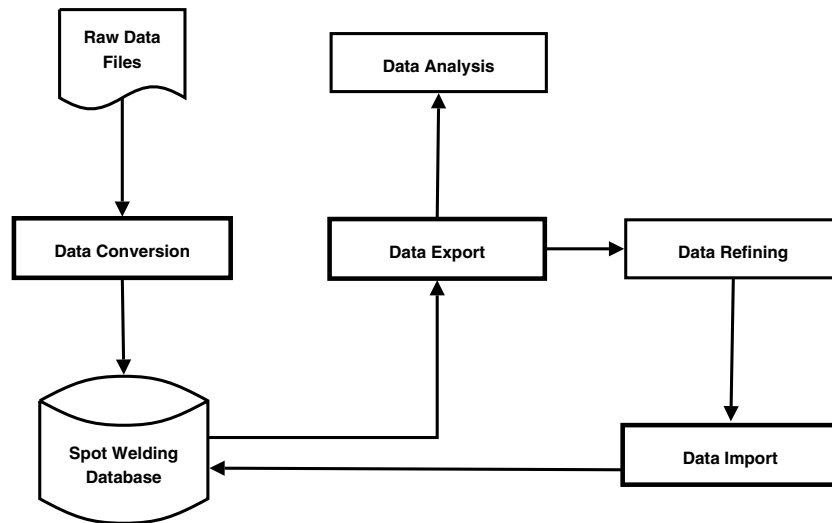 Raw Data
Files
Data Analysis
Data Conversion
Data Export
Data Refining
Spot Welding
Database
Data Import